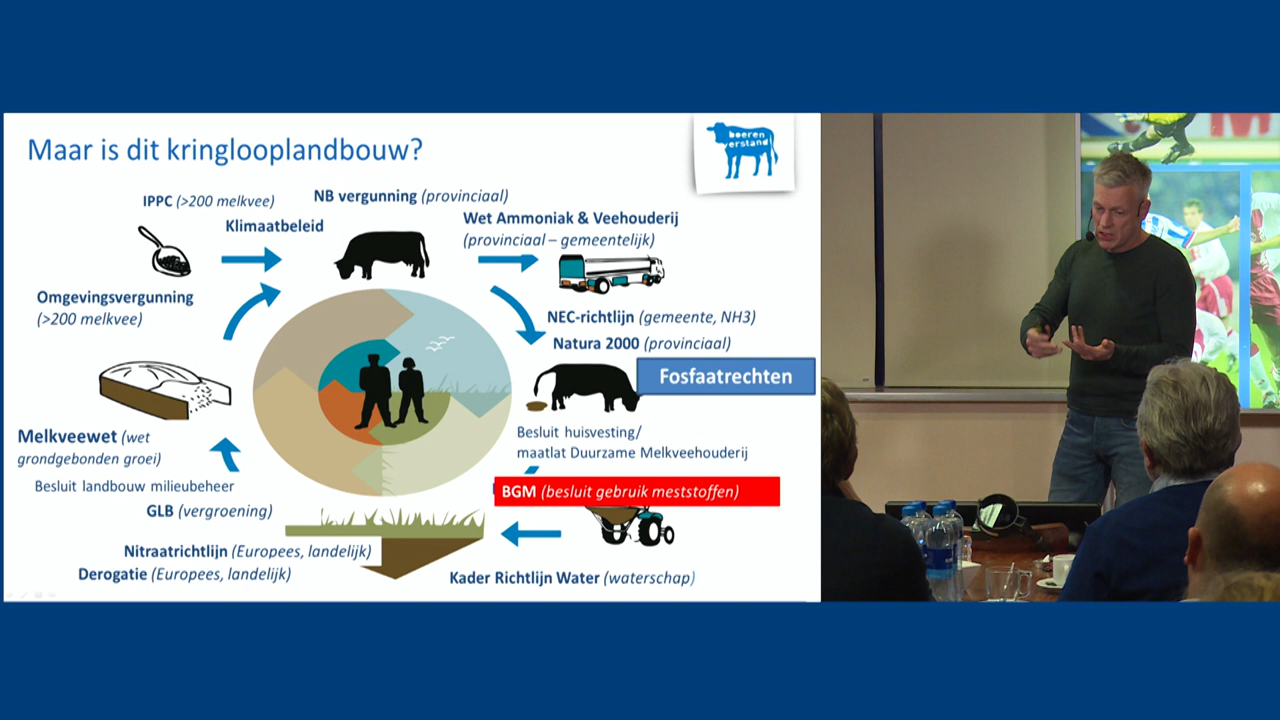 Maar is dit kringlooplandbouw?
boeren
verstand
IPPC (>200 melkvee)
NB vergunning (provinciaal)
Klimaatbeleid
Wet Ammoniak & Veehouderij
(provinciaal – gemeentelijk)
Omgevingsvergunning
(>200 melkvee)
NEC-richtlijn (gemeente, NH3)
Natura 2000 (provinciaal)
Fosfaatrechten
Melkveewet (wet
grondgebonden groei)
Besluit huisvesting/
maatlat Duurzame Melkveehouderij
Besluit landbouw milieubeheer
BGM (besluit gebruik meststoffen)
GLB (vergroening)
Nitraatrichtlijn (Europees, landelijk)
Derogatie (Europees, landelijk)
Kader Richtlijn Water (waterschap)